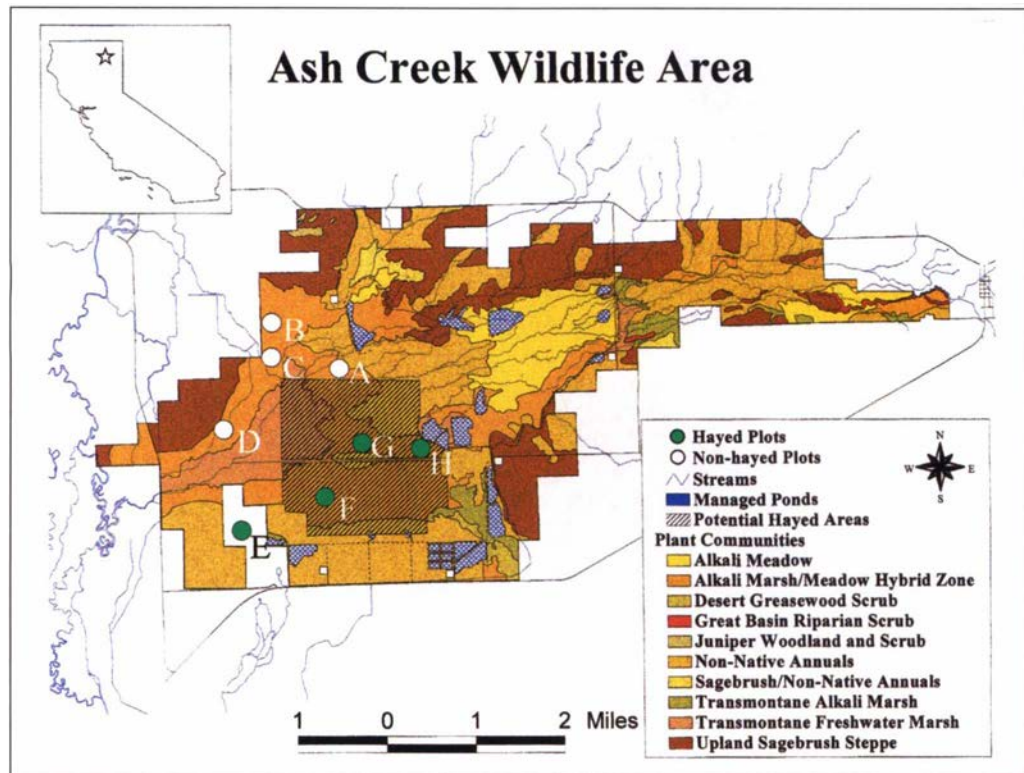 Ash Creek Wildlife Area
B
C
A
D
G
H
F
E
Hayed Plots
Non-hayed Plots
Streams
Managed Ponds
Potential Hayed Areas
Plant Communities
Alkali Meadow
Alkali Marsh/Meadow Hybrid Zone
Desert Greasewood Scrub
Great Basin Riparian Scrub
Juniper Woodland and Scrub
Non-Native Annuals
Sagebrush/Non-Native Annuals
Transmontane Alkali Marsh
Transmontane Freshwater Marsh
Upland Sagebrush Steppe
N
W E
S
1 0 1 2 Miles